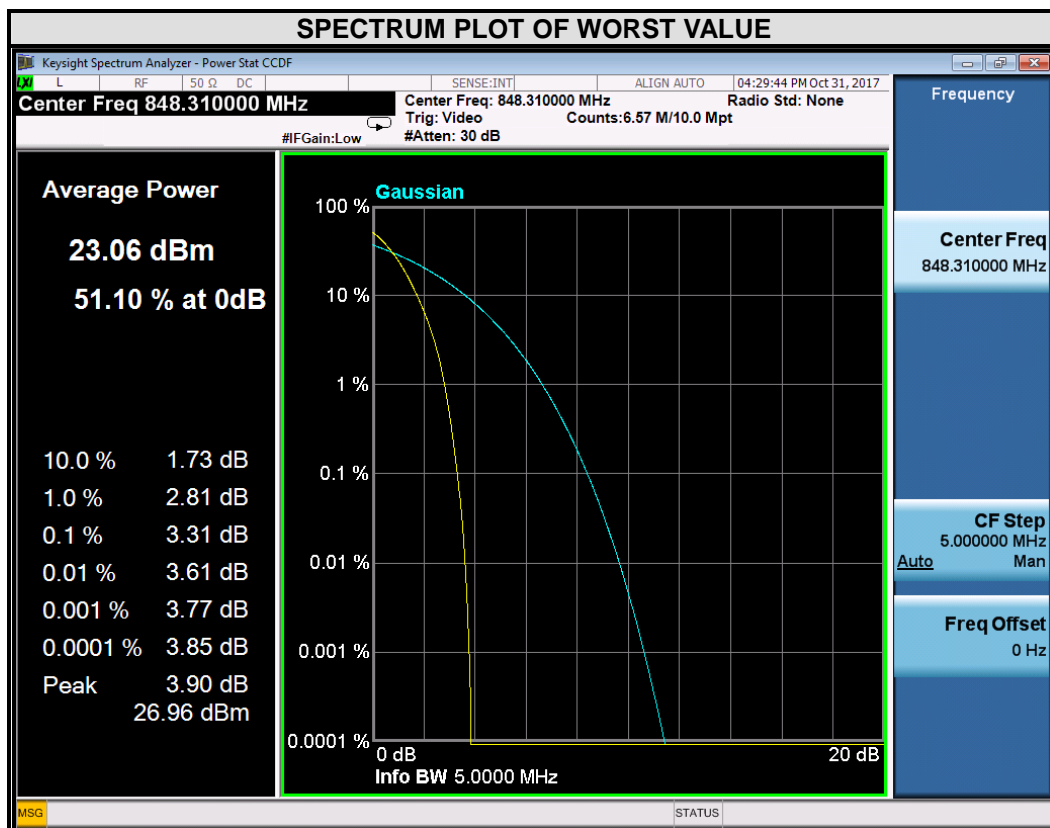 SPECTRUM PLOT OF WORST VALUE
Keysight Spectrum Analyzer - Power Stat CCDF
LXI L RF 50 Ω DC SENSE:INT ALIGN AUTO 04:29:44 PM Oct 31, 2017
Center Freq 848.310000 MHz
#IFGain:Low
Center Freq: 848.310000 MHz Radio Std: None
Trig: Video Counts:6.57 M/10.0 Mpt
#Atten: 30 dB
Average Power
23.06 dBm
51.10 % at 0dB
10.0 % 1.73 dB
1.0 % 2.81 dB
0.1 % 3.31 dB
0.01 % 3.61 dB
0.001 % 3.77 dB
0.0001 % 3.85 dB
Peak 3.90 dB
26.96 dBm
Gaussian
100 %
10 %
1 %
0.1 %
0.01 %
0.001 %
0.0001 %
0 dB 20 dB
Info BW 5.0000 MHz
Frequency
Center Freq
848.310000 MHz
CF Step
5.000000 MHz
Auto Man
Freq Offset
0 Hz
MSG STATUS